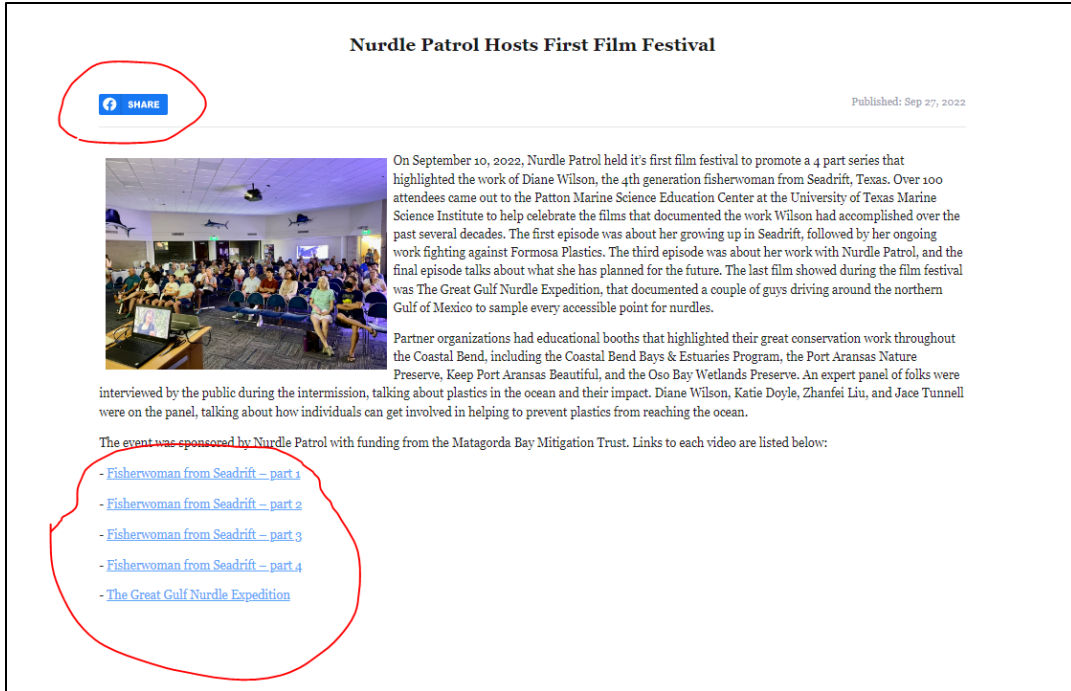 Nurdle Patrol Hosts First Film Festival
SHARE
Published: Sep 27, 2022
On September 10, 2022, Nurdle Patrol held it's first film festival to promote a 4 part series that
highlighted the work of Diane Wilson, the 4th generation fisherwoman from Seadrift, Texas. Over 100
attendees came out to the Patton Marine Science Education Center at the University of Texas Marine
Science Institute to help celebrate the films that documented the work Wilson had accomplished over the
past several decades. The first episode was about her growing up in Seadrift, followed by her ongoing
work fighting against Formosa Plastics. The third episode was about her work with Nurdle Patrol, and the
final episode talks about what she has planned for the future. The last film showed during the film festival
was The Great Gulf Nurdle Expedition, that documented a couple of guys driving around the northern
Gulf of Mexico to sample every accessible point for nurdles.
Partner organizations had educational booths that highlighted their great conservation work throughout
the Coastal Bend, including the Coastal Bend Bays & Estuaries Program, the Port Aransas Nature
Preserve, Keep Port Aransas Beautiful, and the Oso Bay Wetlands Preserve. An expert panel of folks were
interviewed by the public during the intermission, talking about plastics in the ocean and their impact. Diane Wilson, Katie Doyle, Zhanfei Liu, and Jace Tunnell
were on the panel, talking about how individuals can get involved in helping to prevent plastics from reaching the ocean.
The event was sponsored by Nurdle Patrol with funding from the Matagorda Bay Mitigation Trust. Links to each video are listed below:
- Fisherwoman from Seadrift – part 1
- Fisherwoman from Seadrift – part 2
- Fisherwoman from Seadrift – part 3
- Fisherwoman from Seadrift – part 4
- The Great Gulf Nurdle Expedition